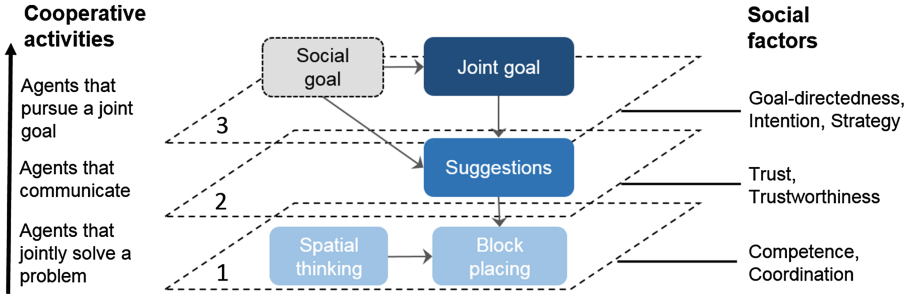 Cooperative
activities
Agents that
pursue a joint
goal
Agents that
communicate
Agents that
jointly solve a
problem
Social
goal
Joint goal
3
Suggestions
2
Spatial
thinking
Block
placing
1
Social
factors
Goal-directedness,
Intention, Strategy
Trust,
Trustworthiness
Competence,
Coordination